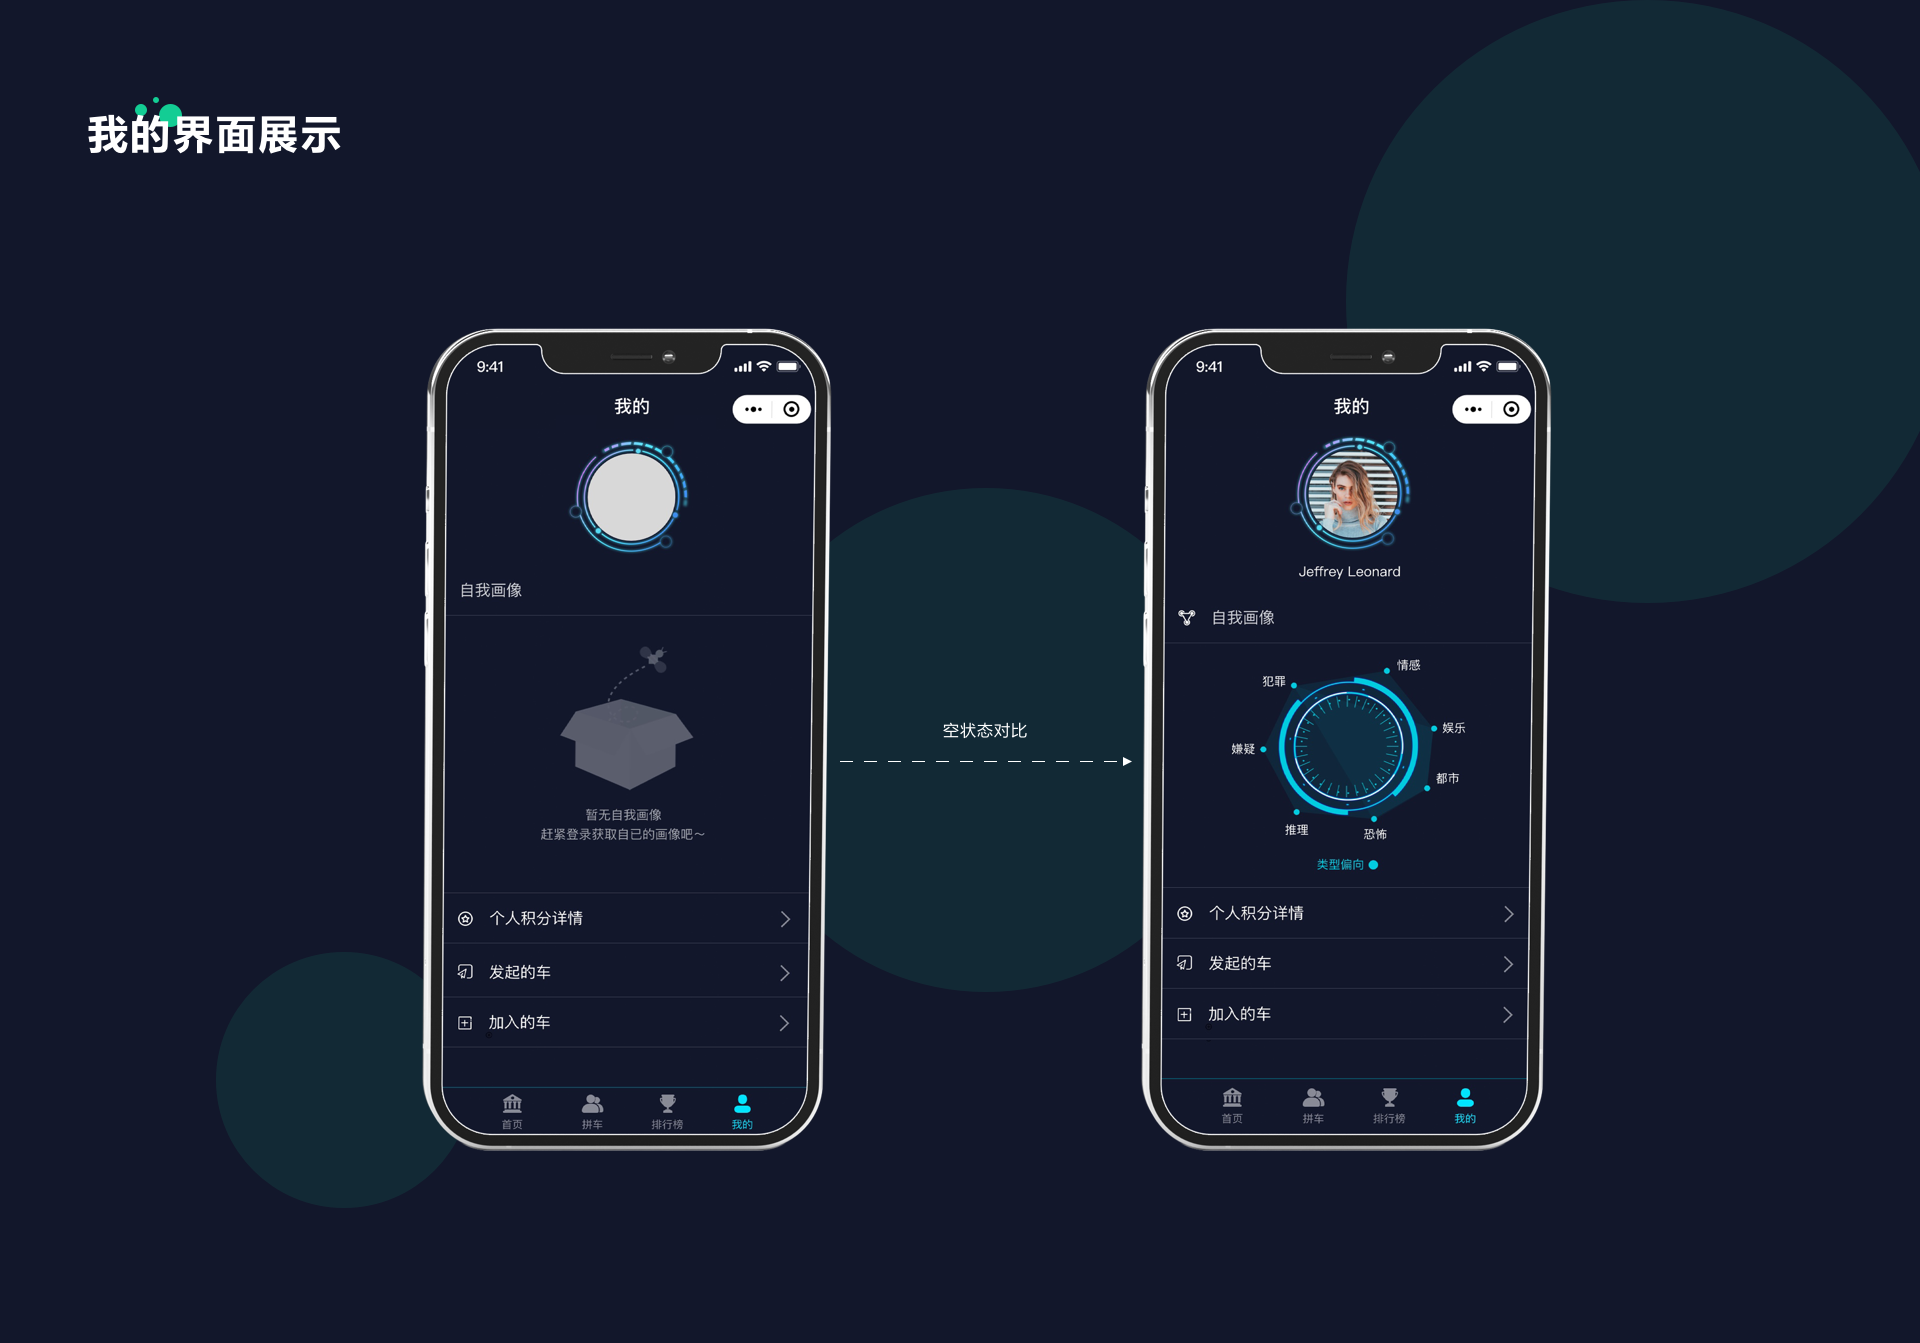 我的界面展示
9:41
我的
自我画像
暂无自我画像
赶紧登录获取自已的画像吧～
个人积分详情
发起的车
加入的车
首页
拼车
排行榜
我的
空状态对比
9:41
我的
Jeffrey Leonard
自我画像
情感
犯罪
娱乐
嫌疑
都市
推理
恐怖
类型偏向
个人积分详情
发起的车
加入的车
首页
拼车
排行榜
我的